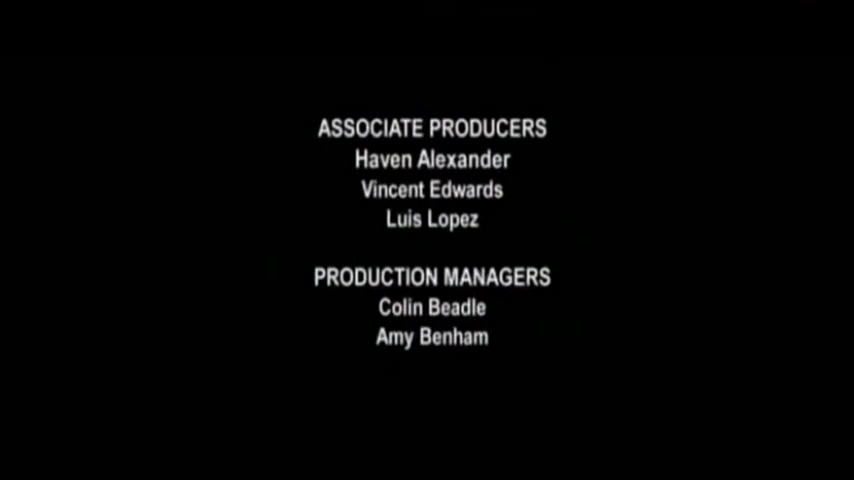 ASSOCIATE PRODUCERS
Haven Alexander
Vincent Edwards
Luis Lopez
PRODUCTION MANAGERS
Colin Beadle
Amy Benham